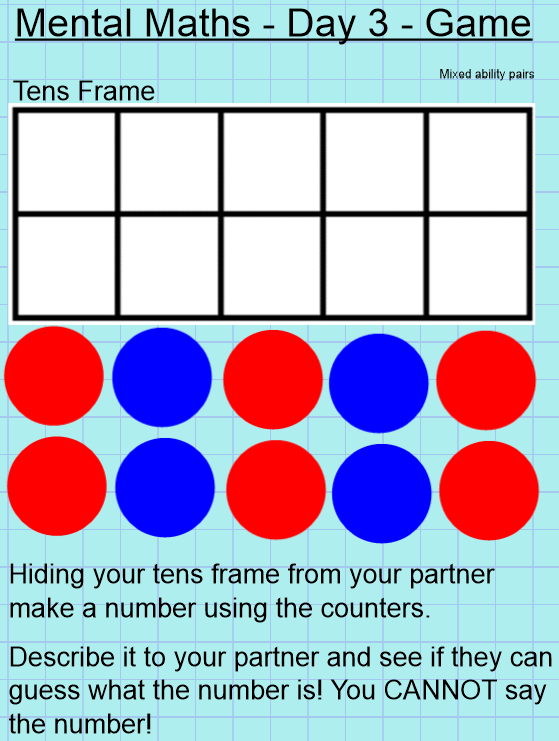 Mental Maths - Day 3 - Game
Mixed ability pairs
Tens Frame
Hiding your tens frame from your partner
make a number using the counters.
Describe it to your partner and see if they can
guess what the number is! You CANNOT say
the number!